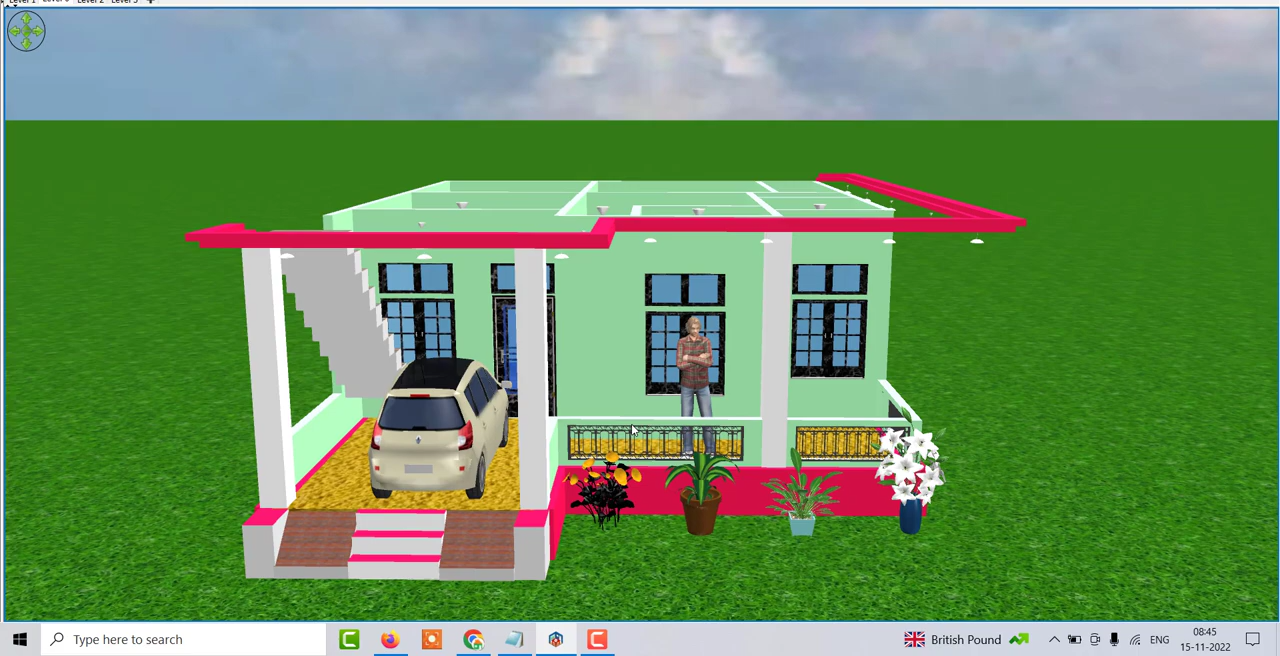 Type here to search
British Pound
ENG
08:45
15-11-2022